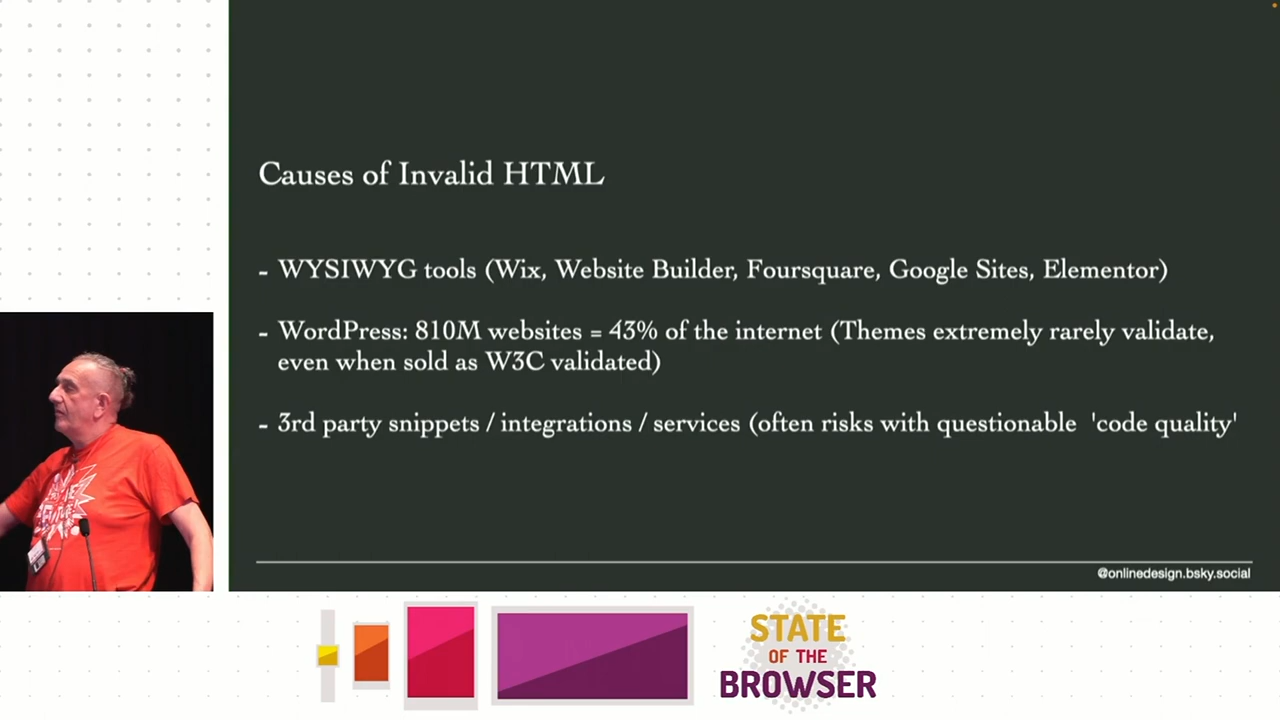 Causes of Invalid HTML
- WYSIWYG tools (Wix, Website Builder, Foursquare, Google Sites, Elementor)
- WordPress: 810M websites = 43% of the internet (Themes extremely rarely validate,
even when sold as W3C validated)
- 3rd party snippets / integrations / services (often risks with questionable 'code quality'
@onlinedesign.bsky.social
STATE
OF THE
BROWSER